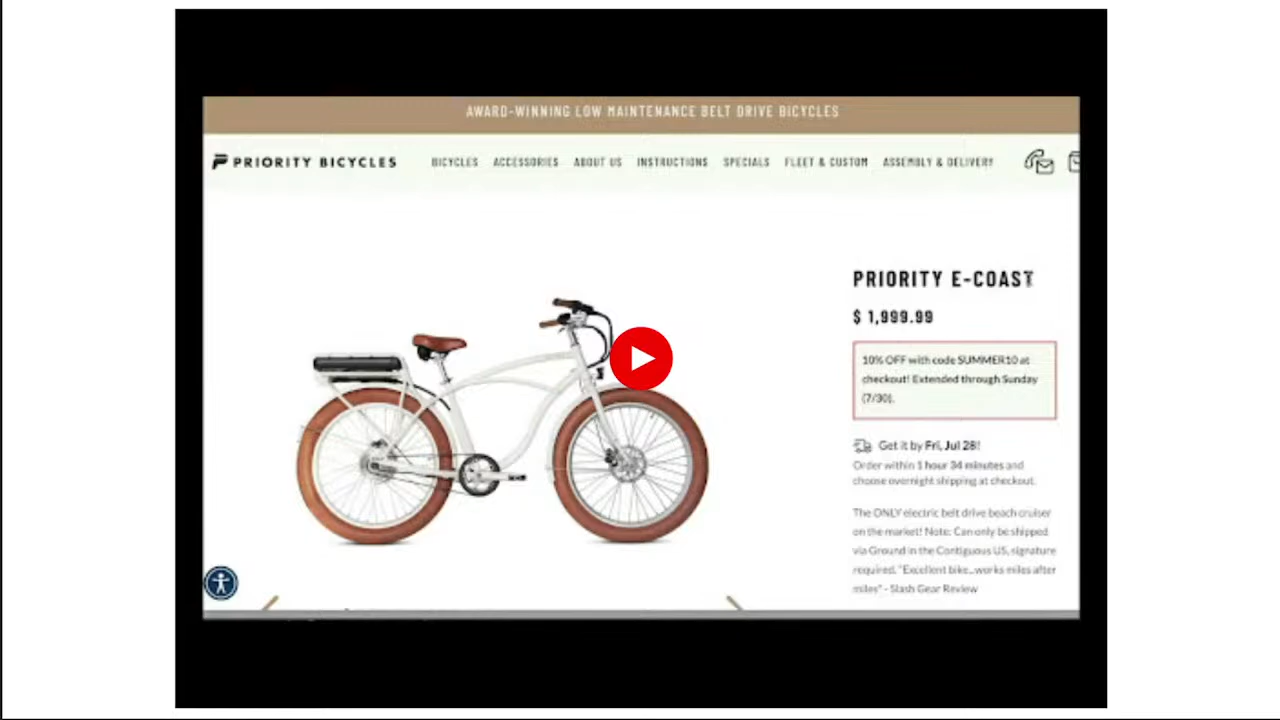 AWARD-WINNING LOW MAINTENANCE BELT DRIVE BICYCLES
PRIORITY BICYCLES
BICYCLES ACCESSORIES ABOUT US INSTRUCTIONS SPECIALS FLEET & CUSTOM ASSEMBLY & DELIVERY
PRIORITY E-COAST
$ 1,999.99
10% OFF with code SUMMER10 at
checkout! Extended through Sunday
(7/30).
Get it by Fri, Jul 28!
Order within 1 hour 34 minutes and
choose overnight shipping at checkout.
The ONLY electric belt drive beach cruiser
on the market! Note: Can only be shipped
via Ground in the Contiguous US, signature
required. "Excellent bike...works miles after
miles" - Slash Gear Review